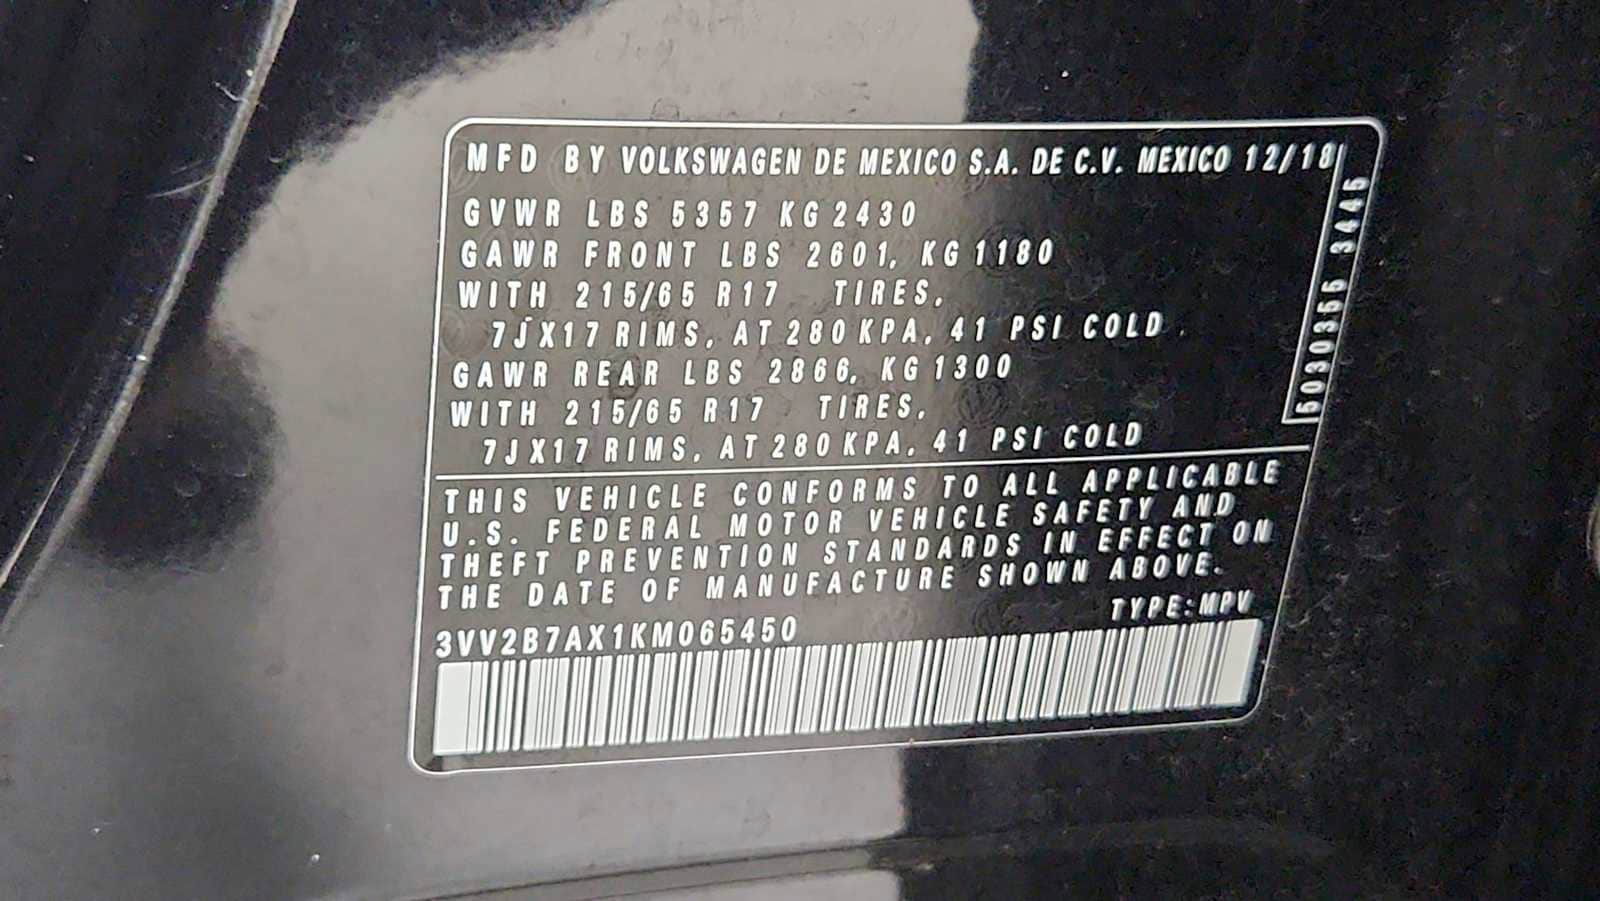 MFD BY VOLKSWAGEN DE MEXICO S.A. DE C.V. MEXICO 12/18
GVWR LBS 5357 KG 2430
GAWR FRONT LBS 2601, KG 1180
WITH 215/65 R17 TIRES,
7JX17 RIMS, AT 280 KPA, 41 PSI COLD
GAWR REAR LBS 2866, KG 1300
WITH 215/65 R17 TIRES,
7JX17 RIMS, AT 280 KPA, 41 PSI COLD
5030355 3445
THIS VEHICLE CONFORMS TO ALL APPLICABLE
U.S. FEDERAL MOTOR VEHICLE SAFETY AND
THEFT PREVENTION STANDARDS IN EFFECT ON
THE DATE OF MANUFACTURE SHOWN ABOVE.
TYPE:MPV
3VV2B7AX1KM065450